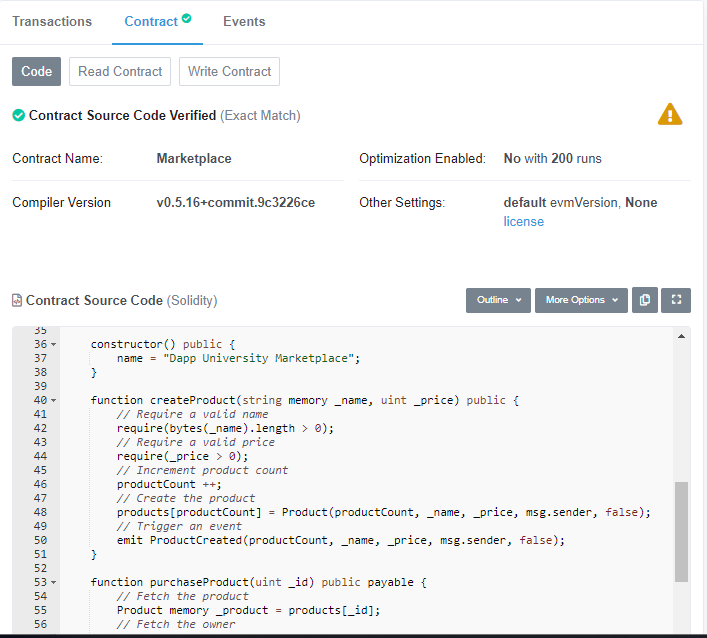 Transactions Contract Events
Code Read Contract Write Contract
Contract Source Code Verified (Exact Match)
Contract Name: Marketplace Optimization Enabled: No with 200 runs
Compiler Version v0.5.16+commit.9c3226ce Other Settings: default evmVersion, None
license
Contract Source Code (Solidity) Outline More Options
35
36 constructor() public {
37 name = "Dapp University Marketplace";
38 }
39
40 function createProduct(string memory _name, uint _price) public {
41 // Require a valid name
42 require(bytes(_name).length > 0);
43 // Require a valid price
44 require(_price > 0);
45 // Increment product count
46 productCount ++;
47 // Create the product
48 products[productCount] = Product(productCount, _name, _price, msg.sender, false);
49 // Trigger an event
50 emit ProductCreated(productCount, _name, _price, msg.sender, false);
51 }
52
53 function purchaseProduct(uint _id) public payable {
54 // Fetch the product
55 Product memory _product = products[_id];
56 // Fetch the owner